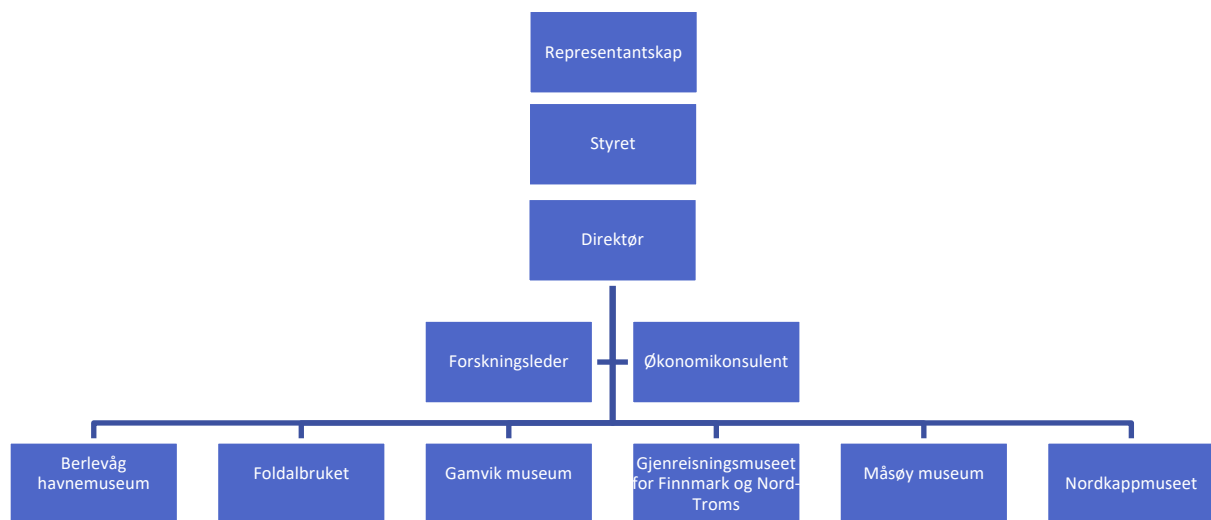 Representantskap
Styret
Direktør
Forskningsleder
Økonomikonsulent
Berlevåg
havnemuseum
Foldalbruket
Gamvik museum
Gjenreisningsmuseet
for Finnmark og Nord-
Troms
Måsøy museum
Nordkappmuseet